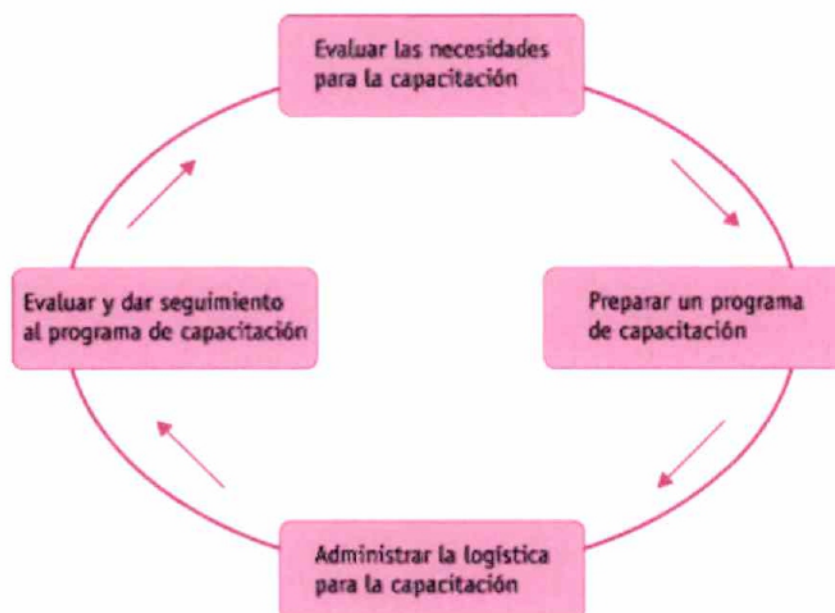 Evaluar las necesidades
para la capacitación
Preparar un programa
de capacitación
Administrar la logística
para la capacitación
Evaluar y dar seguimiento
al programa de capacitación